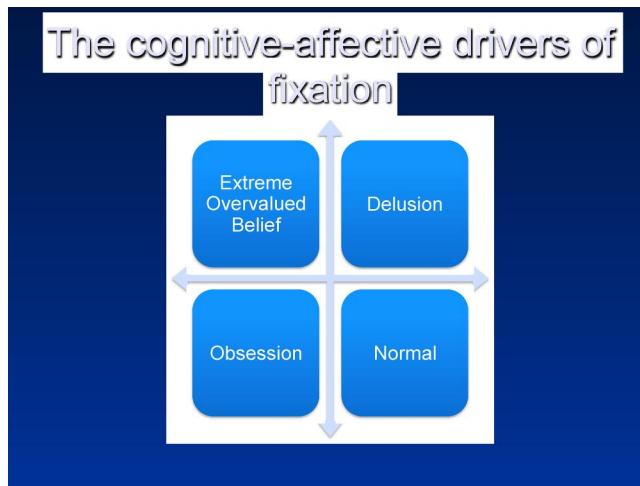 The cognitive-affective drivers of
fixation
Extreme
Overvalued
Belief
Delusion
Obsession
Normal